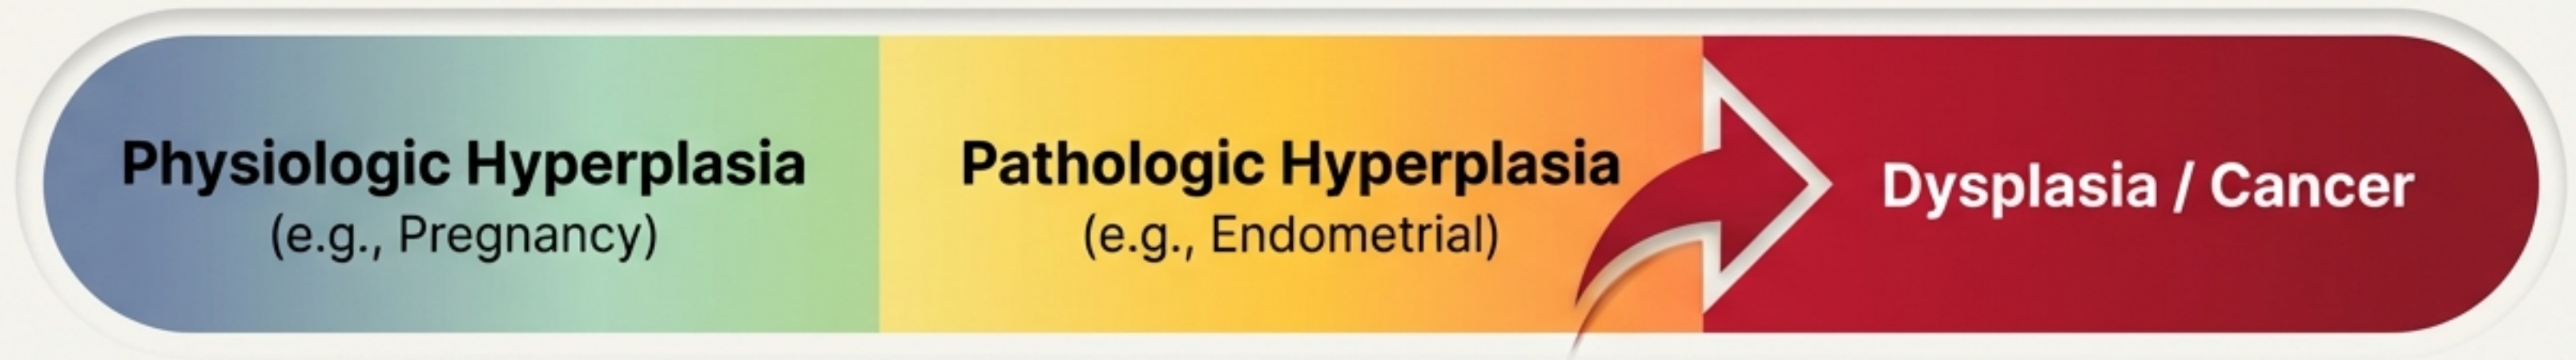 Physiologic Hyperplasia
(e.g., Pregnancy)
Pathologic Hyperplasia
(e.g., Endometrial)
Dysplasia / Cancer